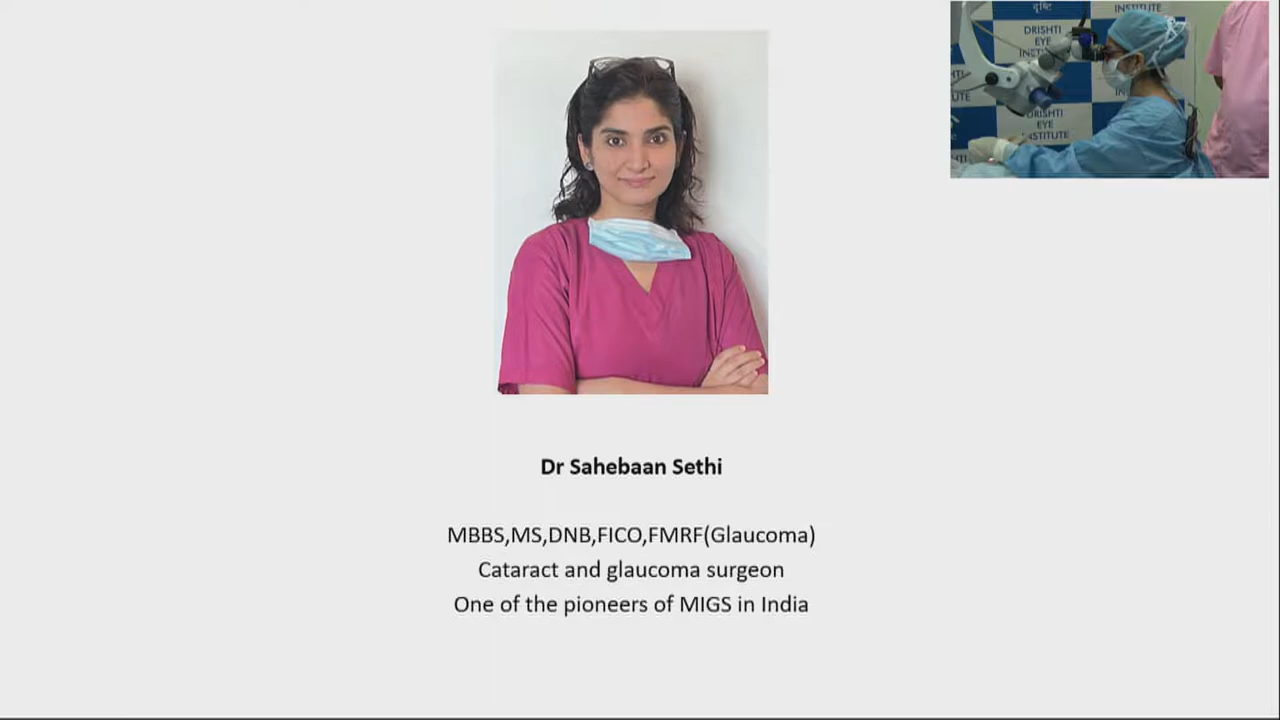 Dr Sahebaan Sethi
MBBS,MS,DNB,FICO,FMRF(Glaucoma)
Cataract and glaucoma surgeon
One of the pioneers of MIGS in India
दृष्टि
INSTITUTE
DRISHTI
EYE
DRISHTI
EYE
INSTITUTE